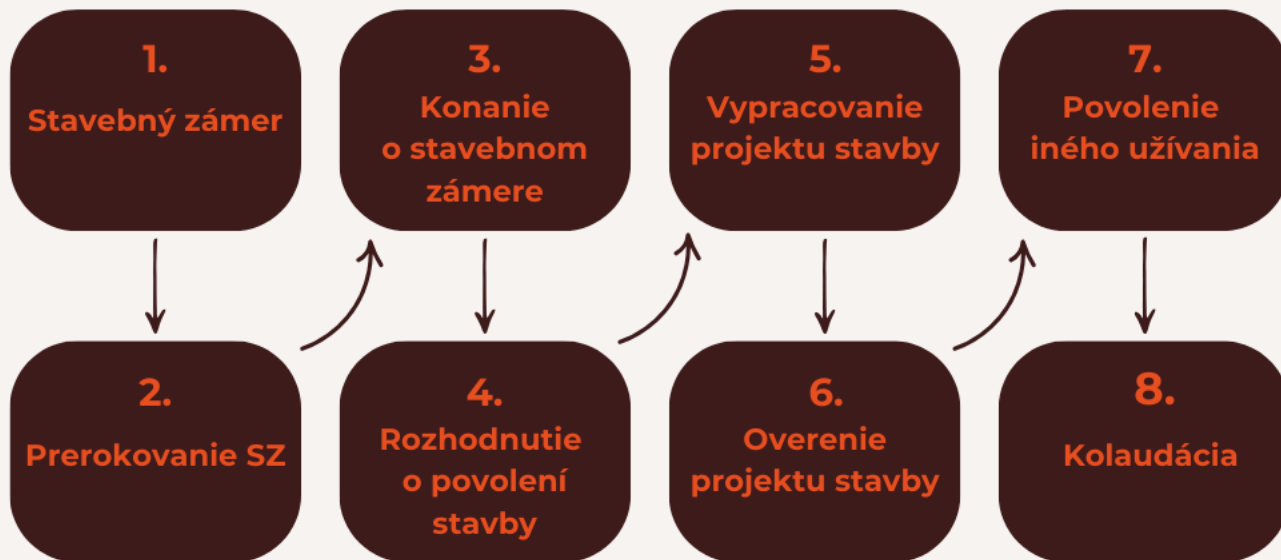 1.
Stavebný zámer
2.
Prerokovanie SZ
3.
Konanie
o stavebnom
zámere
4.
Rozhodnutie
o povolení
stavby
5.
Vypracovanie
projektu stavby
6.
Overenie
projektu stavby
7.
Povolenie
iného užívania
8.
Kolaudácia